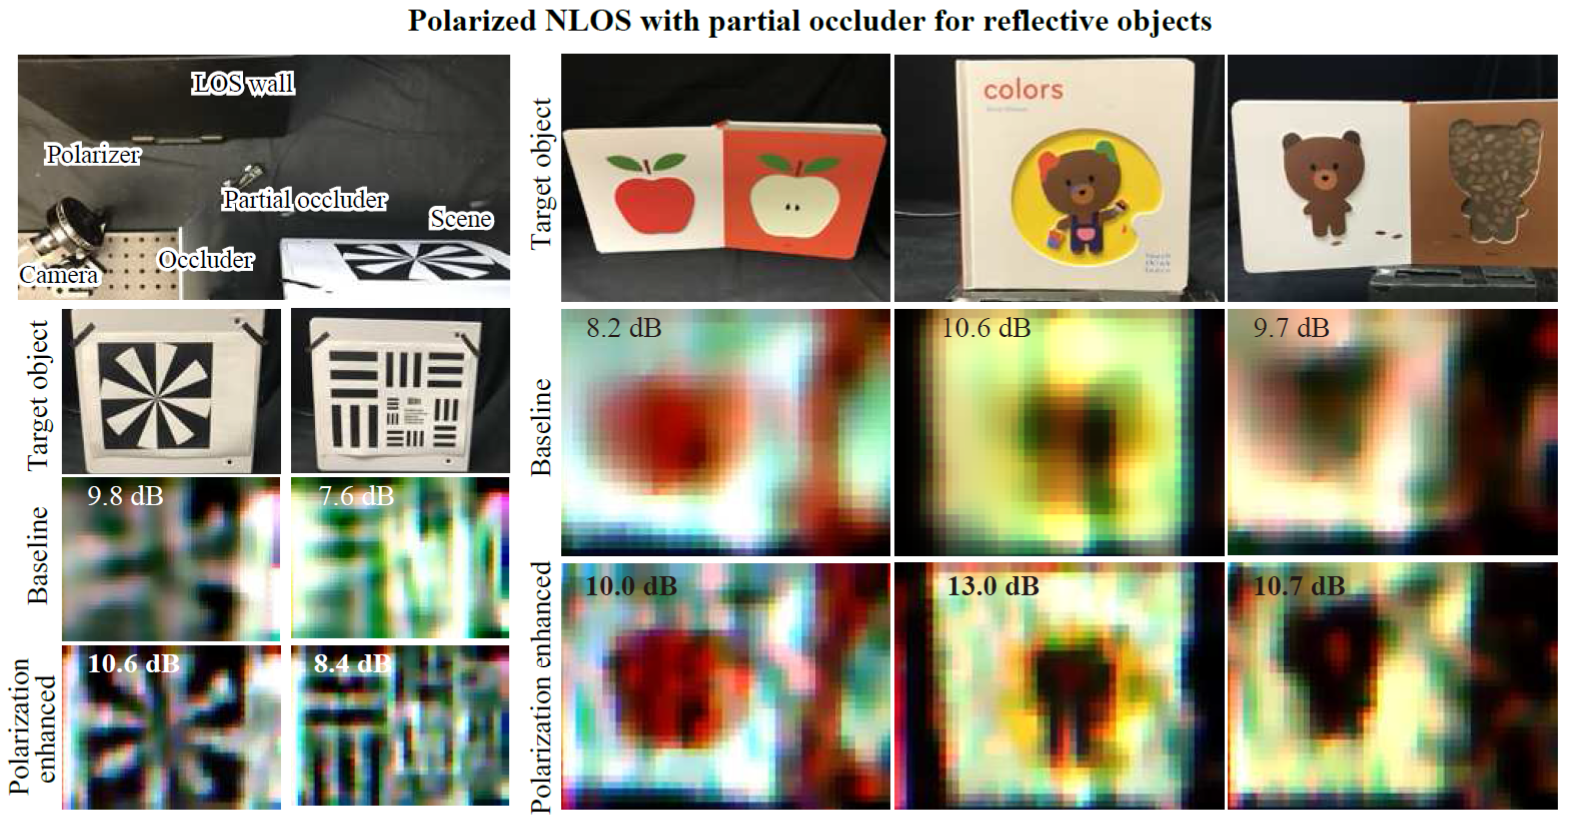 Polarized NLOS with partial occluder for reflective objects
LOS wall
Polarizer
Partial occluder
Scene
Occluder
Camera
Target object
Baseline
9.8 dB
7.6 dB
Polarization
enhanced
10.6 dB
8.4 dB
Target object
colors
touch
think
learn
Baseline
8.2 dB
10.6 dB
9.7 dB
Polarization enhanced
10.0 dB
13.0 dB
10.7 dB